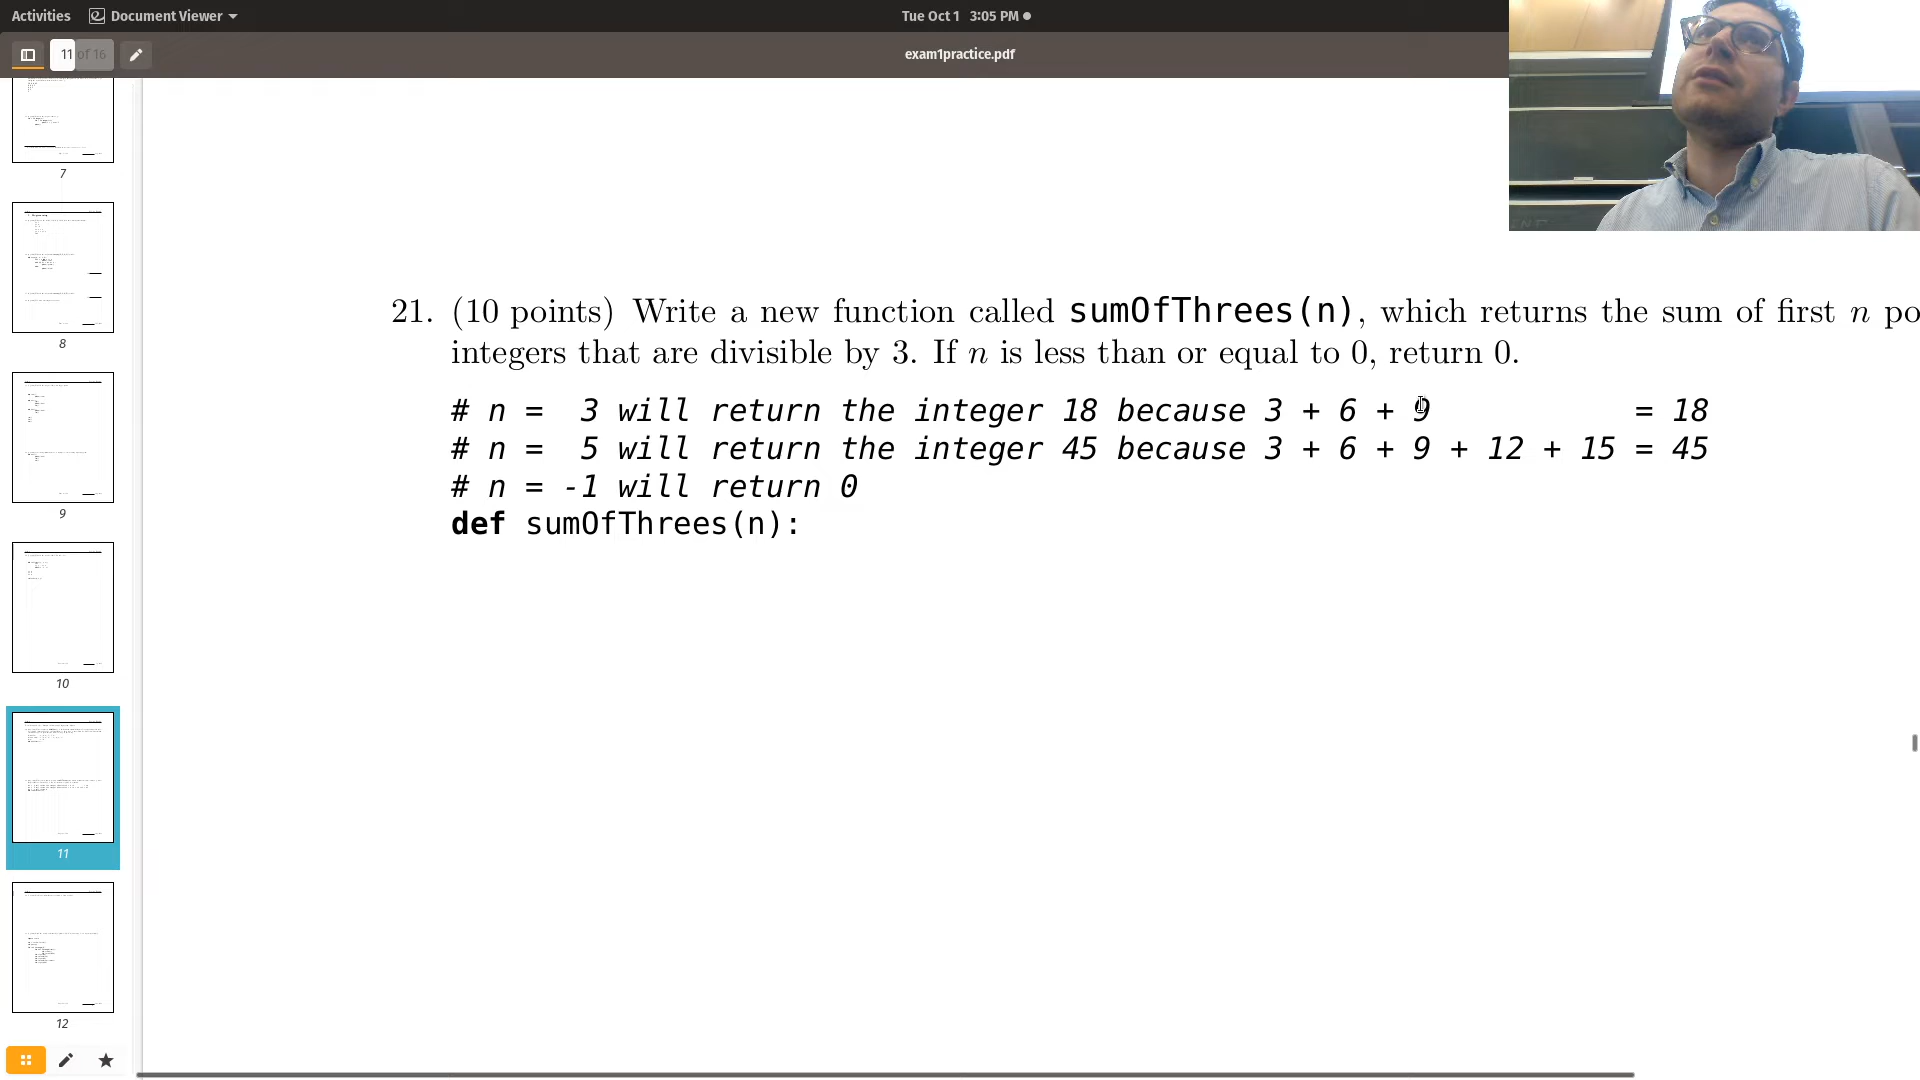 Activities Document Viewer Tue Oct 1 3:05 PM
11 of 16 exam1practice.pdf
7
8
9
10
11
12
21. (10 points) Write a new function called sumOfThrees(n), which returns the sum of first n po
integers that are divisible by 3. If n is less than or equal to 0, return 0.
# n = 3 will return the integer 18 because 3 + 6 + 9 = 18
# n = 5 will return the integer 45 because 3 + 6 + 9 + 12 + 15 = 45
# n = -1 will return 0
def sumOfThrees(n):